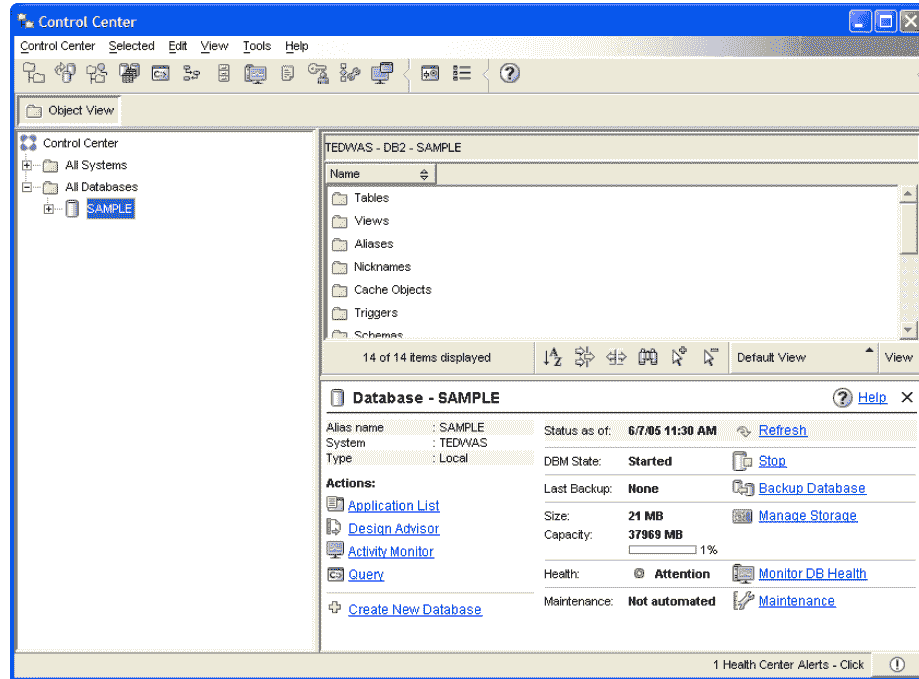 Control Center
Control Center Selected Edit View Tools Help
Object View
Control Center
All Systems
All Databases
SAMPLE
TEDWAS - DB2 - SAMPLE
Name
Tables
Views
Aliases
Nicknames
Cache Objects
Triggers
Schemas
14 of 14 items displayed
Default View
View
Database - SAMPLE
Help
Alias name : SAMPLE
System : TEDWAS
Type : Local
Actions:
Application List
Design Advisor
Activity Monitor
Query
Create New Database
Status as of: 6/7/05 11:30 AM Refresh
DBM State: Started Stop
Last Backup: None Backup Database
Size: 21 MB Manage Storage
Capacity: 37969 MB
1%
Health: Attention Monitor DB Health
Maintenance: Not automated Maintenance
1 Health Center Alerts - Click